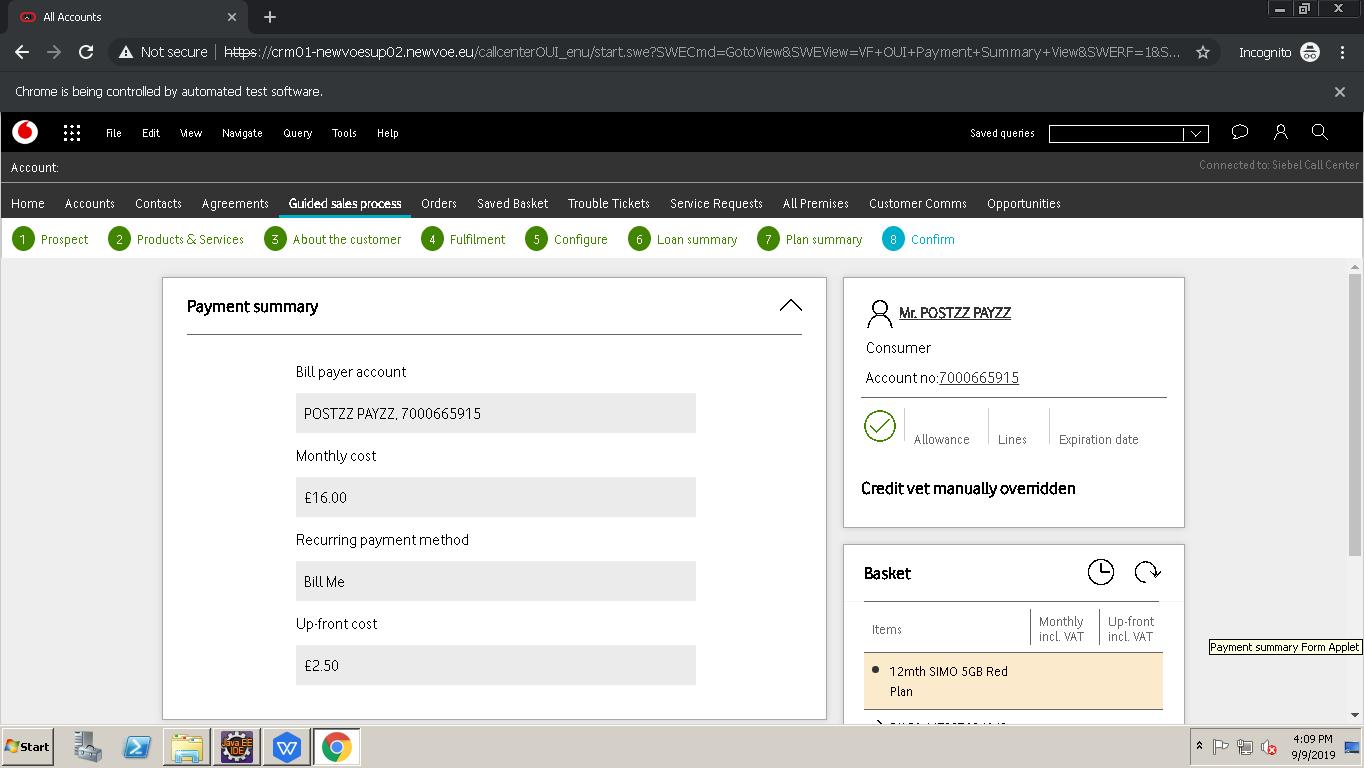 All Accounts
Not secure https://crm01-newvoesup02.newvoe.eu/callcenterOUI_enu/start.swe?SWECmd=GotoView&SWEView=VF+OUI+Payment+Summary+View&SWERF=1&S...
Incognito
Chrome is being controlled by automated test software.
File Edit View Navigate Query Tools Help
Saved queries
Account:
Connected to: Siebel Call Center
Home Accounts Contacts Agreements Guided sales process Orders Saved Basket Trouble Tickets Service Requests All Premises Customer Comms Opportunities
1 Prospect 2 Products & Services 3 About the customer 4 Fulfilment 5 Configure 6 Loan summary 7 Plan summary 8 Confirm
Payment summary
Bill payer account
POSTZZ PAYZZ, 7000665915
Monthly cost
£16.00
Recurring payment method
Bill Me
Up-front cost
£2.50
Mr. POSTZZ PAYZZ
Consumer
Account no:7000665915
Allowance Lines Expiration date
Credit vet manually overridden
Basket
Items
Monthly
incl. VAT
Up-front
incl. VAT
12mth SIMO 5GB Red
Plan
Payment summary Form Applet
Start
Java EE
IDE
W
4:09 PM
9/9/2019